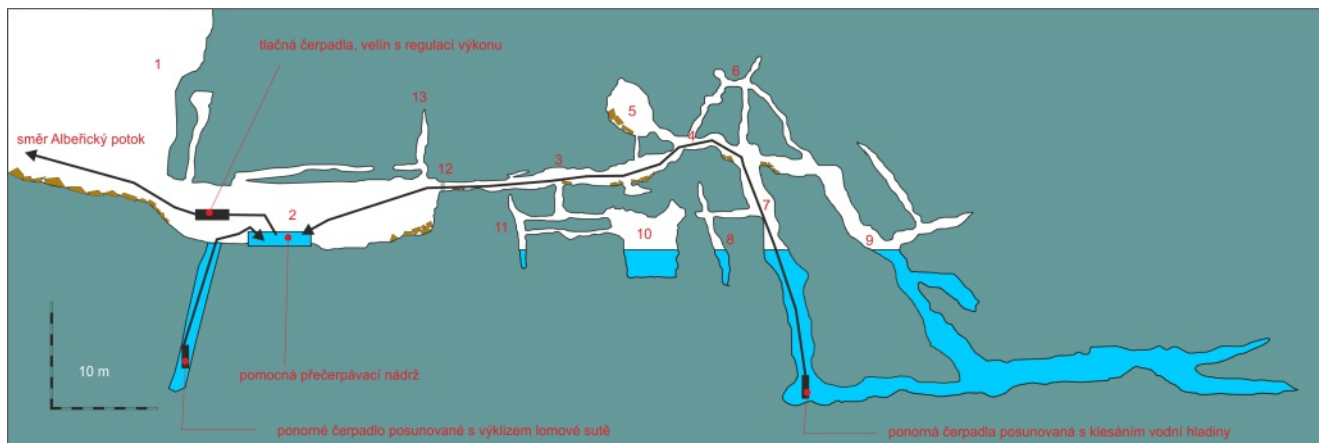 tlačná čerpadla, velín s regulací výkonu
1
6
13
5
směr Albeřický potok
4
3
12
7
2
11
10
8
9
10 m
pomocná přečerpávací nádrž
ponorné čerpadlo posunované s výklizem lomové sutě
ponorná čerpadla posunovaná s klesáním vodní hladiny